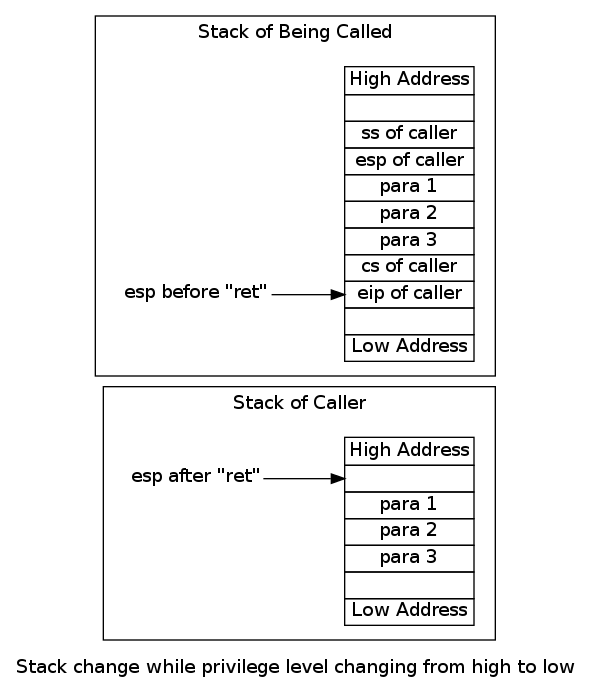 Stack of Being Called
High Address
ss of caller
esp of caller
para 1
para 2
para 3
cs of caller
esp before "ret"
eip of caller
Low Address
Stack of Caller
High Address
esp after "ret"
para 1
para 2
para 3
Low Address
Stack change while privilege level changing from high to low